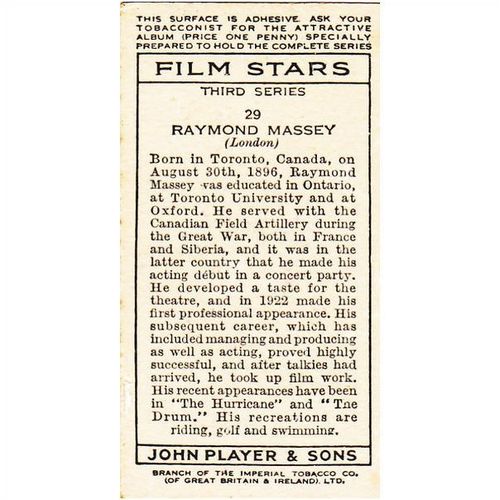 THIS SURFACE IS ADHESIVE. ASK YOUR
TOBACCONIST FOR THE ATTRACTIVE
ALBUM (PRICE ONE PENNY) SPECIALLY
PREPARED TO HOLD THE COMPLETE SERIES
FILM STARS
THIRD SERIES
29
RAYMOND MASSEY
(London)
Born in Toronto, Canada, on
August 30th, 1896, Raymond
Massey was educated in Ontario,
at Toronto University and at
Oxford. He served with the
Canadian Field Artillery during
the Great War, both in France
and Siberia, and it was in the
latter country that he made his
acting début in a concert party.
He developed a taste for the
theatre, and in 1922 made his
first professional appearance. His
subsequent career, which has
included managing and producing
as well as acting, proved highly
successful, and after talkies had
arrived, he took up film work.
His recent appearances have been
in "The Hurricane" and "The
Drum." His recreations are
riding, golf and swimming.
JOHN PLAYER & SONS
BRANCH OF THE IMPERIAL TOBACCO CO.
(OF GREAT BRITAIN & IRELAND). LTD.